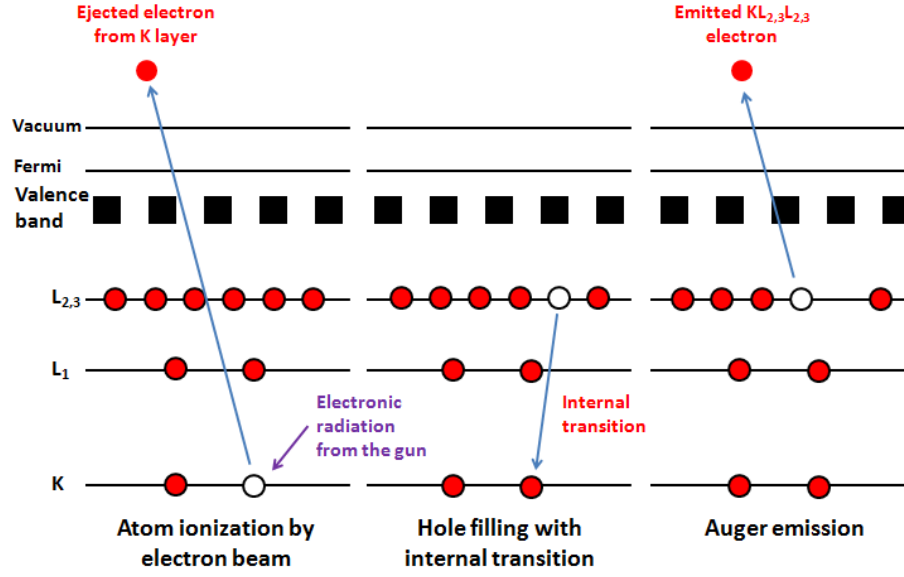 Ejected electron
from K layer
Emitted KL2,3L2,3
electron
Vacuum
Fermi
Valence
band
L2,3
L1
Electronic
radiation
from the gun
Internal
transition
K
Atom ionization by
electron beam
Hole filling with
internal transition
Auger emission